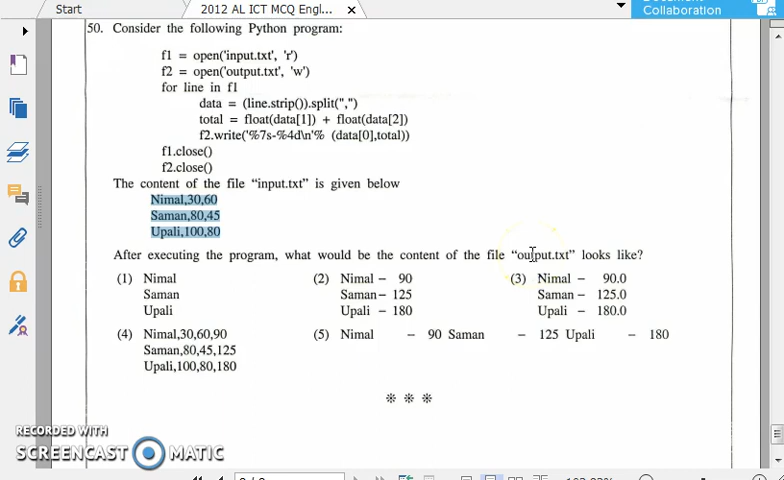 Start
2012 AL ICT MCQ Engl...
×
Document
Collaboration
50. Consider the following Python program:
f1 = open('input.txt', 'r')
f2 = open('output.txt', 'w')
for line in f1
data = (line.strip()).split(",")
total = float(data[1]) + float(data[2])
f2.write('%7s-%4d\n'% (data[0],total))
f1.close()
f2.close()
The content of the file "input.txt" is given below
Nimal,30,60
Saman,80,45
Upali,100,80
After executing the program, what would be the content of the file "output.txt" looks like?
(1) Nimal
Saman
Upali
(2) Nimal – 90
Saman – 125
Upali – 180
(3) Nimal – 90.0
Saman – 125.0
Upali – 180.0
(4) Nimal,30,60,90
Saman,80,45,125
Upali,100,80,180
(5) Nimal – 90 Saman – 125 Upali – 180
* * *
RECORDED WITH
SCREENCAST MATIC